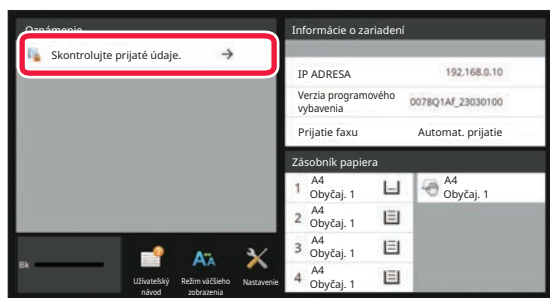 Oznámenie
Skontrolujte prijaté údaje.
Informácie o zariadení
IP ADRESA 192.168.0.10
Verzia programového vybavenia 0078Q1Af_23030100
Prijatie faxu Automat. prijatie
Zásobník papiera
1 A4
Obyčaj. 1
A4
Obyčaj. 1
2 A4
Obyčaj. 1
3 A4
Obyčaj. 1
4 A4
Obyčaj. 1
Bk
Užívateľský
návod
Režim väčšieho
zobrazenia
Nastavenie